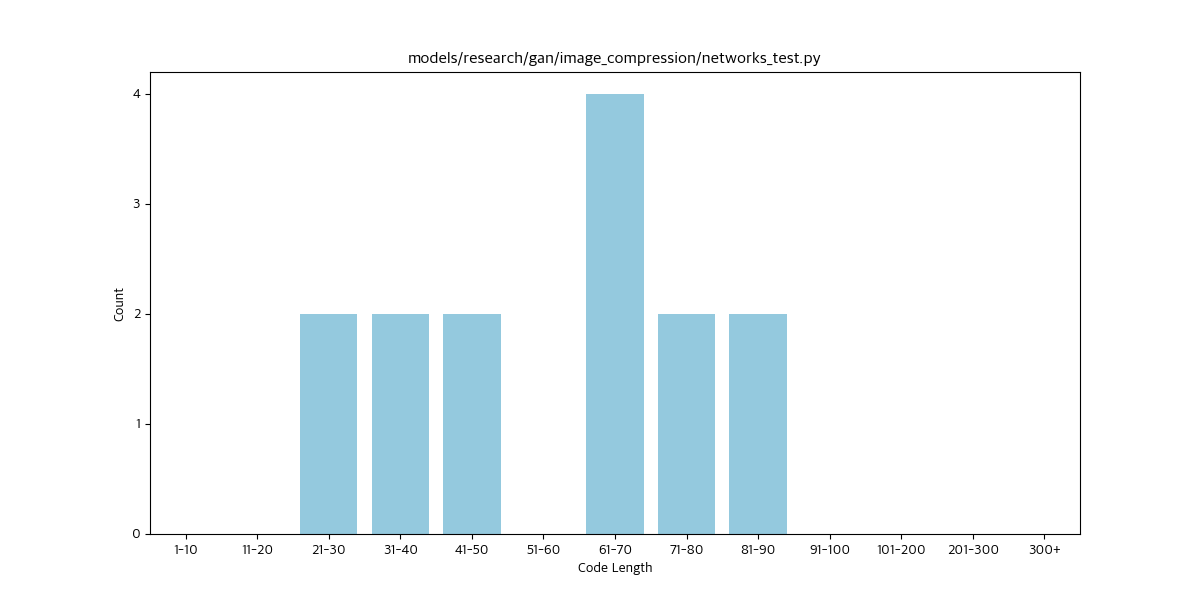 models/research/gan/image_compression/networks_test.py
4
3
2
1
0
Count
1-10 11-20 21-30 31-40 41-50 51-60 61-70 71-80 81-90 91-100 101-200 201-300 300+
Code Length